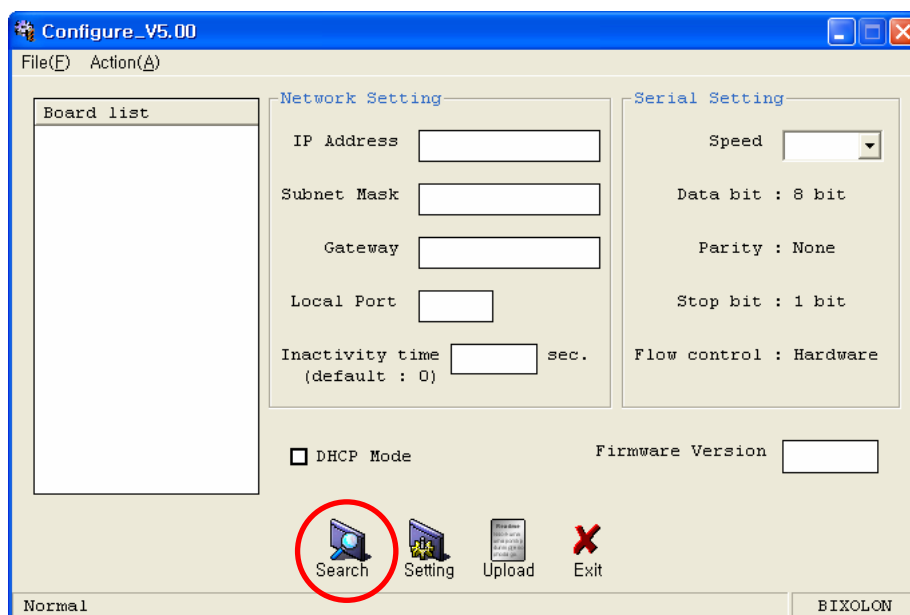 Configure_V5.00
File(F) Action(A)
Board list
Network Setting
IP Address
Subnet Mask
Gateway
Local Port
Inactivity time sec.
(default : 0)
Serial Setting
Speed
Data bit : 8 bit
Parity : None
Stop bit : 1 bit
Flow control : Hardware
DHCP Mode
Firmware Version
Search Setting Upload Exit
Normal BIXOLON